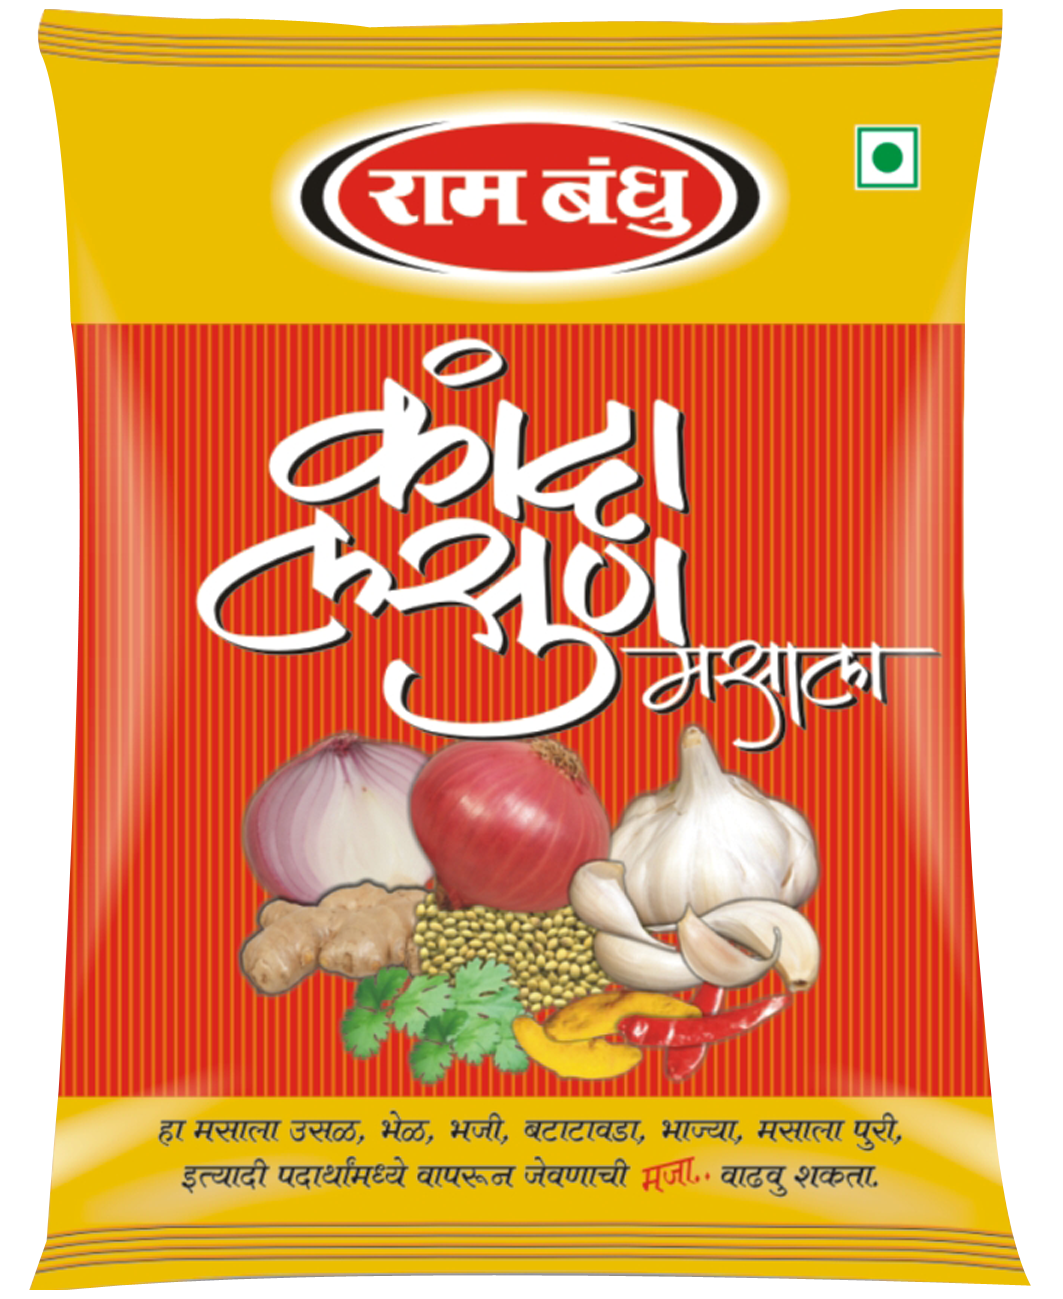 राम बंधु
कांदा
लसुण
मसाला
हा मसाला उसळ, भेळ, भजी, बटाटावडा, भाज्या, मसाला पुरी,
इत्यादी पदार्थांमध्ये वापरून जेवणाची मजा.. वाढवु शकता.